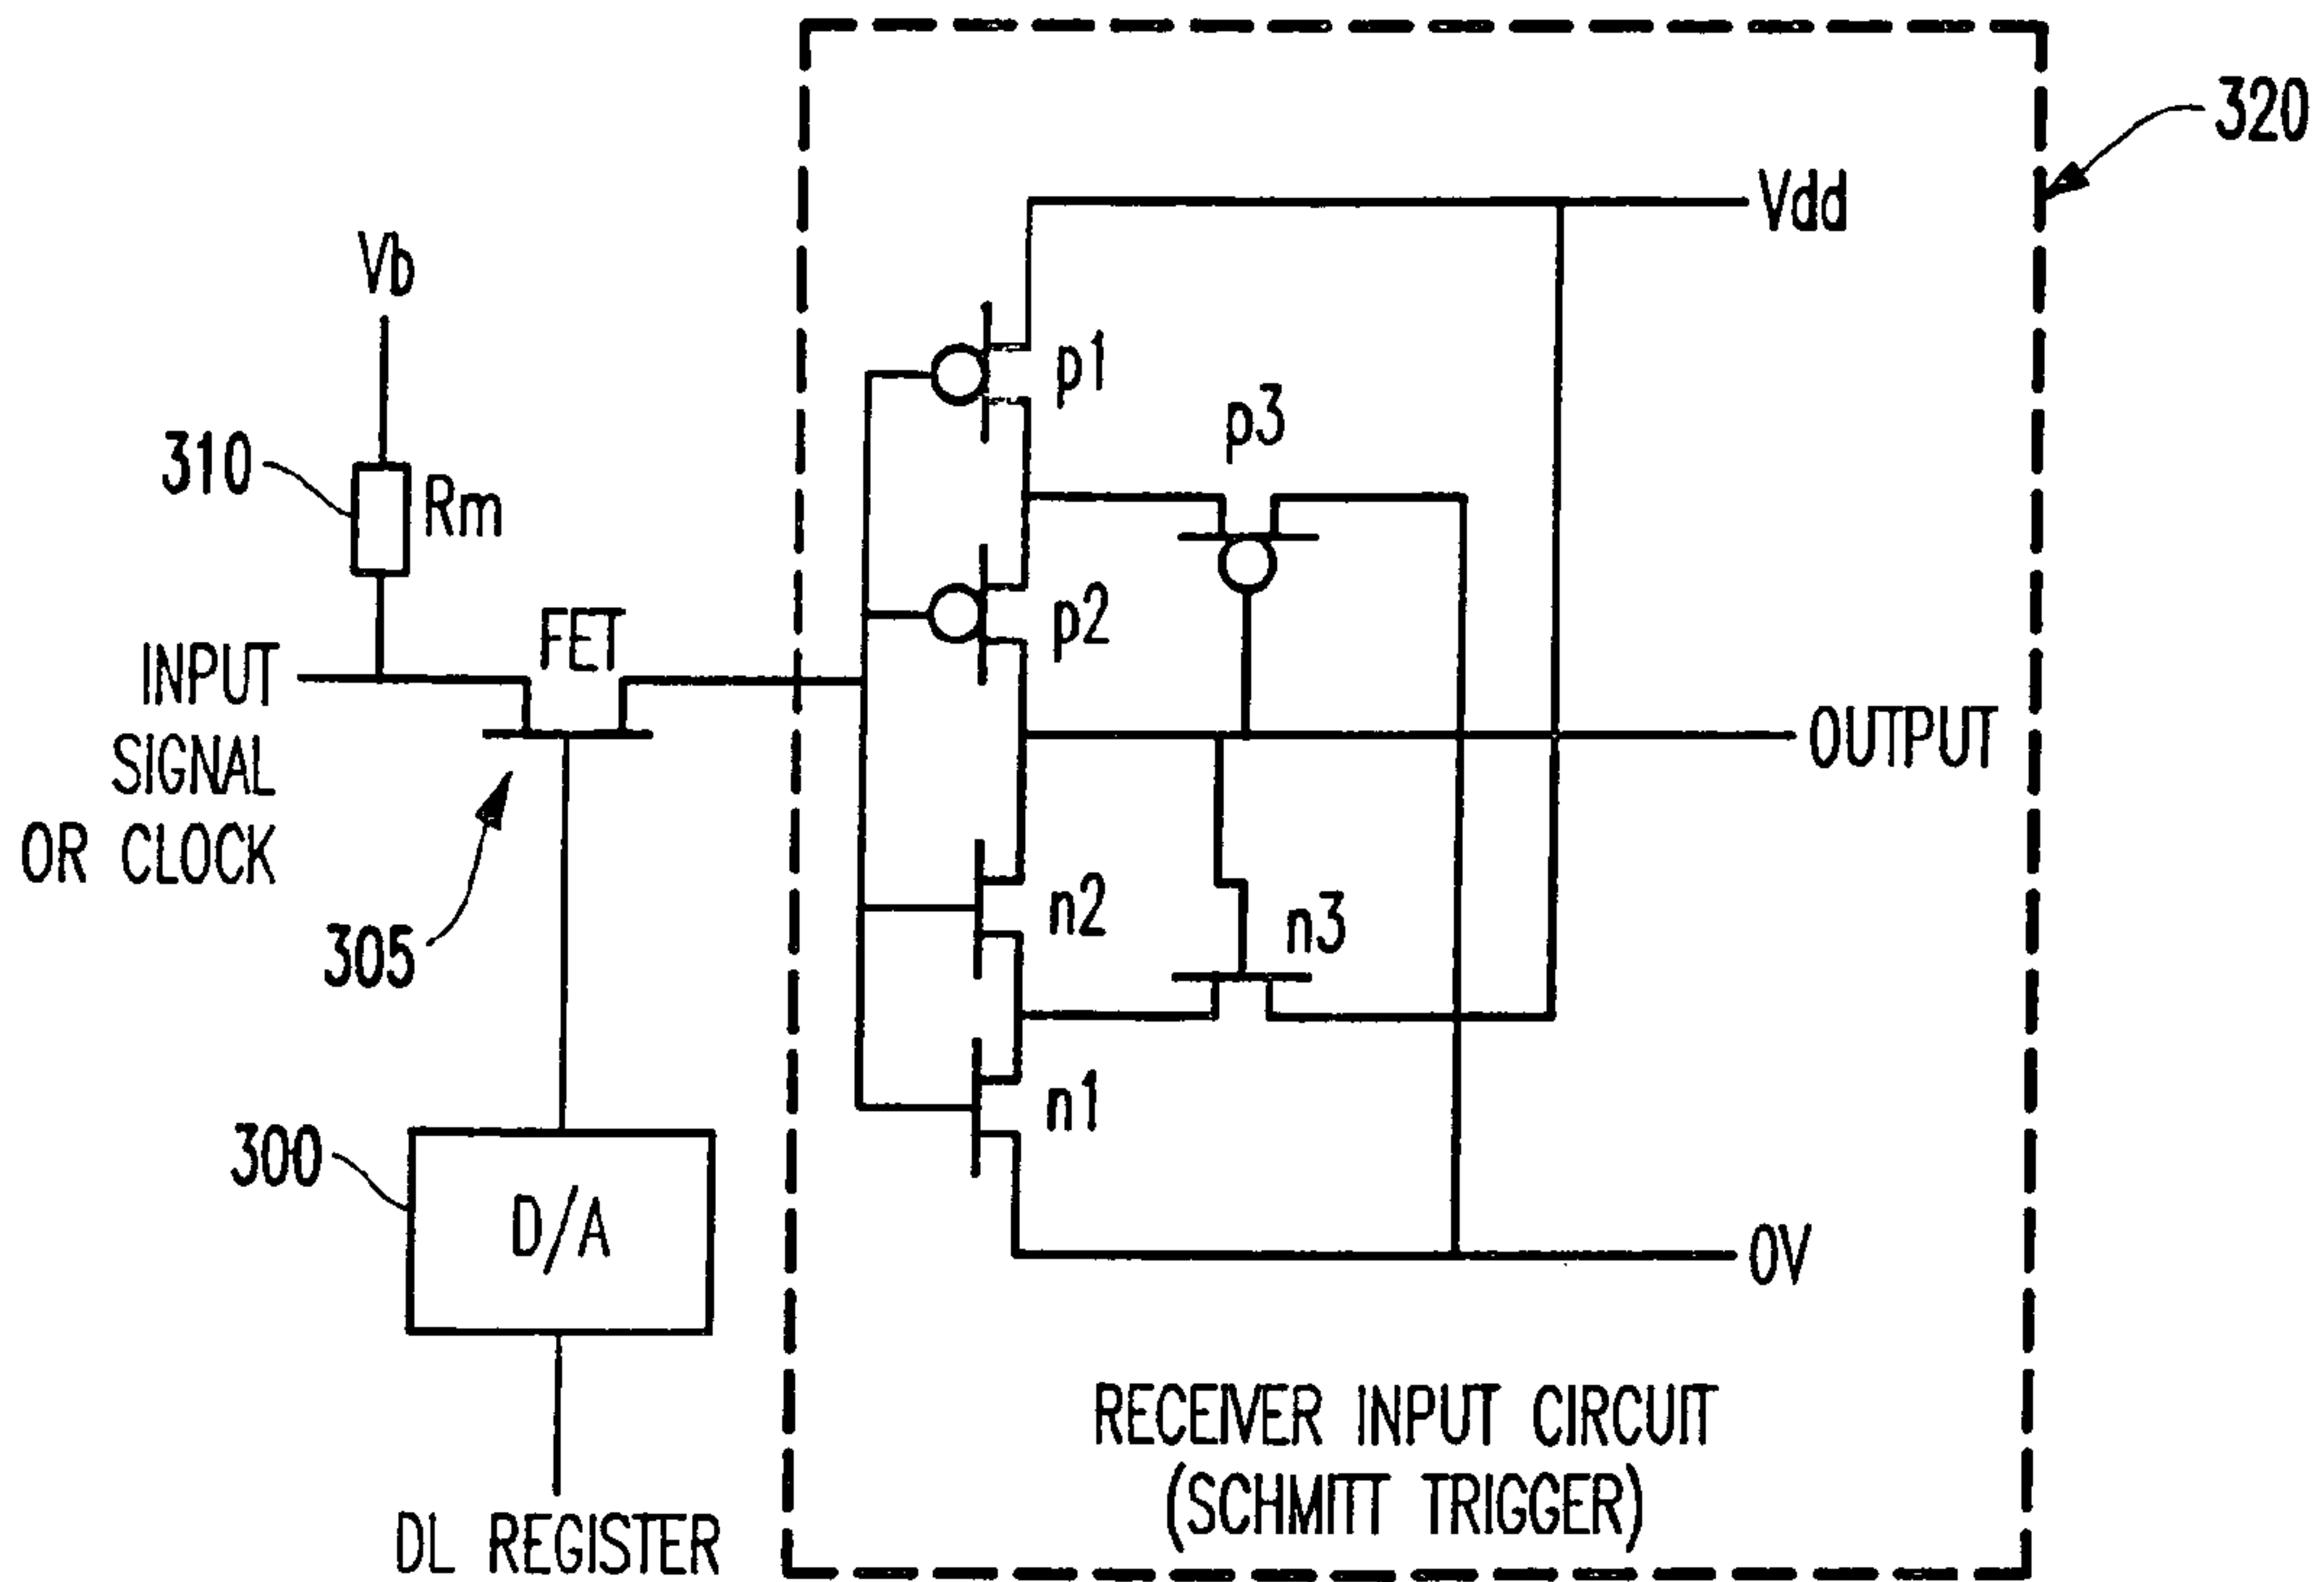 320
Vdd
Vb
p1
p3
310
Rm
p2
FET
INPUT
SIGNAL
OR CLOCK
OUTPUT
n2
n3
305
n1
300
D/A
0V
RECEIVER INPUT CIRCUIT
(SCHMITT TRIGGER)
DL REGISTER